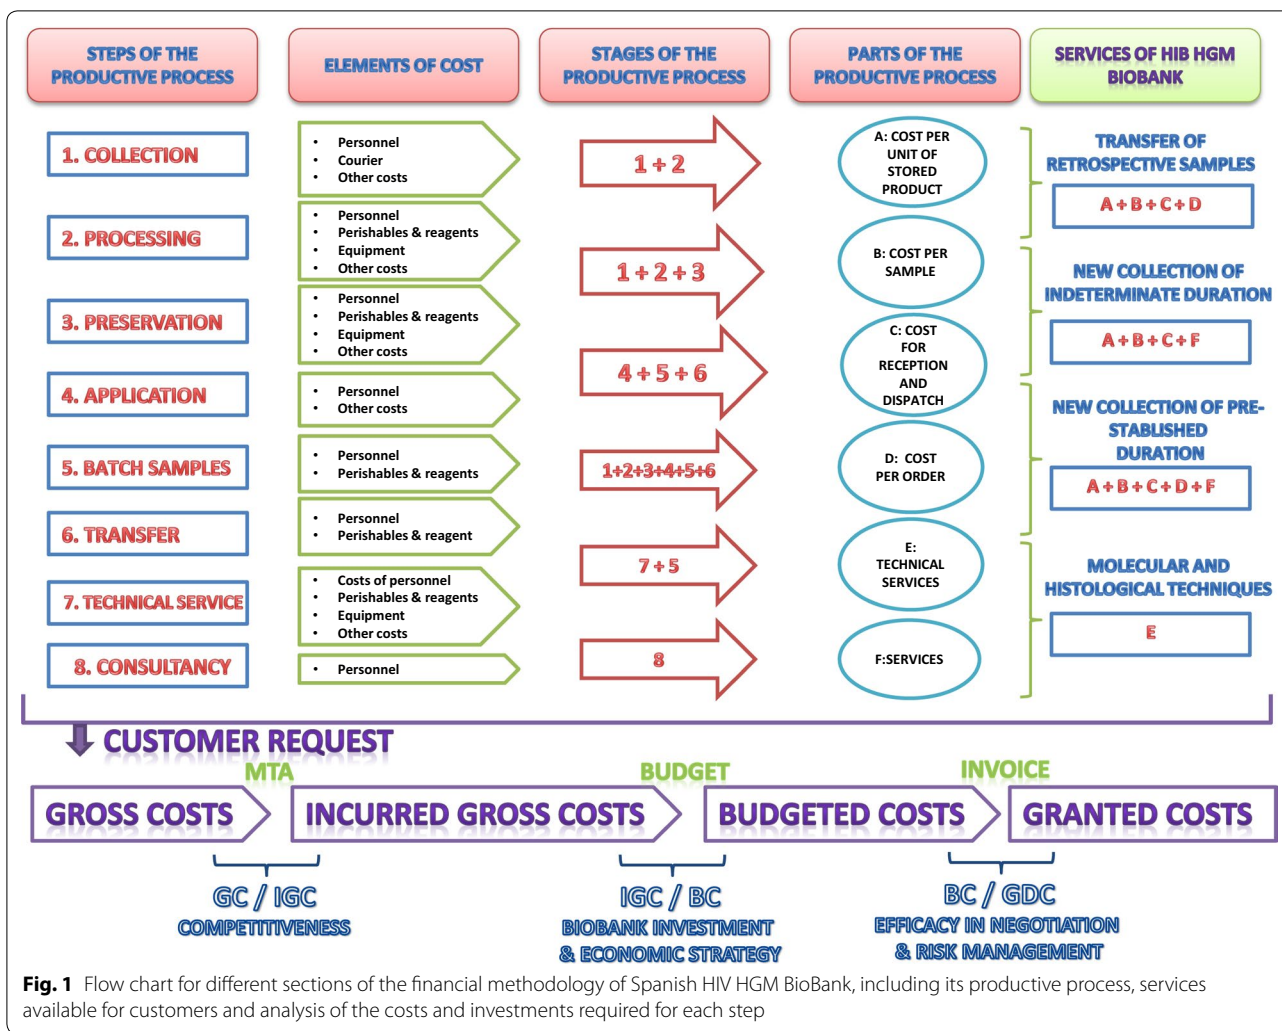 STEPS OF THE
PRODUCTIVE PROCESS
ELEMENTS OF COST
STAGES OF THE
PRODUCTIVE PROCESS
PARTS OF THE
PRODUCTIVE PROCESS
SERVICES OF HIB HGM
BIOBANK
1. COLLECTION
2. PROCESSING
3. PRESERVATION
4. APPLICATION
5. BATCH SAMPLES
6. TRANSFER
7. TECHNICAL SERVICE
8. CONSULTANCY
• Personnel
• Courier
• Other costs
• Personnel
• Perishables & reagents
• Equipment
• Other costs
• Personnel
• Perishables & reagents
• Equipment
• Other costs
• Personnel
• Other costs
• Personnel
• Perishables & reagents
• Personnel
• Perishables & reagent
• Costs of personnel
• Perishables & reagents
• Equipment
• Other costs
• Personnel
1 + 2
1 + 2 + 3
4 + 5 + 6
1+2+3+4+5+6
7 + 5
8
A: COST PER
UNIT OF
STORED
PRODUCT
B: COST PER
SAMPLE
C: COST
FOR
RECEPTION
AND
DISPATCH
D: COST
PER ORDER
E:
TECHNICAL
SERVICES
F:SERVICES
TRANSFER OF
RETROSPECTIVE SAMPLES
A + B + C + D
NEW COLLECTION OF
INDETERMINATE DURATION
A + B + C + F
NEW COLLECTION OF PRE-
STABLISHED
DURATION
A + B + C + D + F
MOLECULAR AND
HISTOLOGICAL TECHNIQUES
E
CUSTOMER REQUEST
MTA
BUDGET
INVOICE
GROSS COSTS
INCURRED GROSS COSTS
BUDGETED COSTS
GRANTED COSTS
GC / IGC
COMPETITIVENESS
IGC / BC
BIOBANK INVESTMENT
& ECONOMIC STRATEGY
BC / GDC
EFFICACY IN NEGOTIATION
& RISK MANAGEMENT
Fig. 1 Flow chart for different sections of the financial methodology of Spanish HIV HGM BioBank, including its productive process, services
available for customers and analysis of the costs and investments required for each step